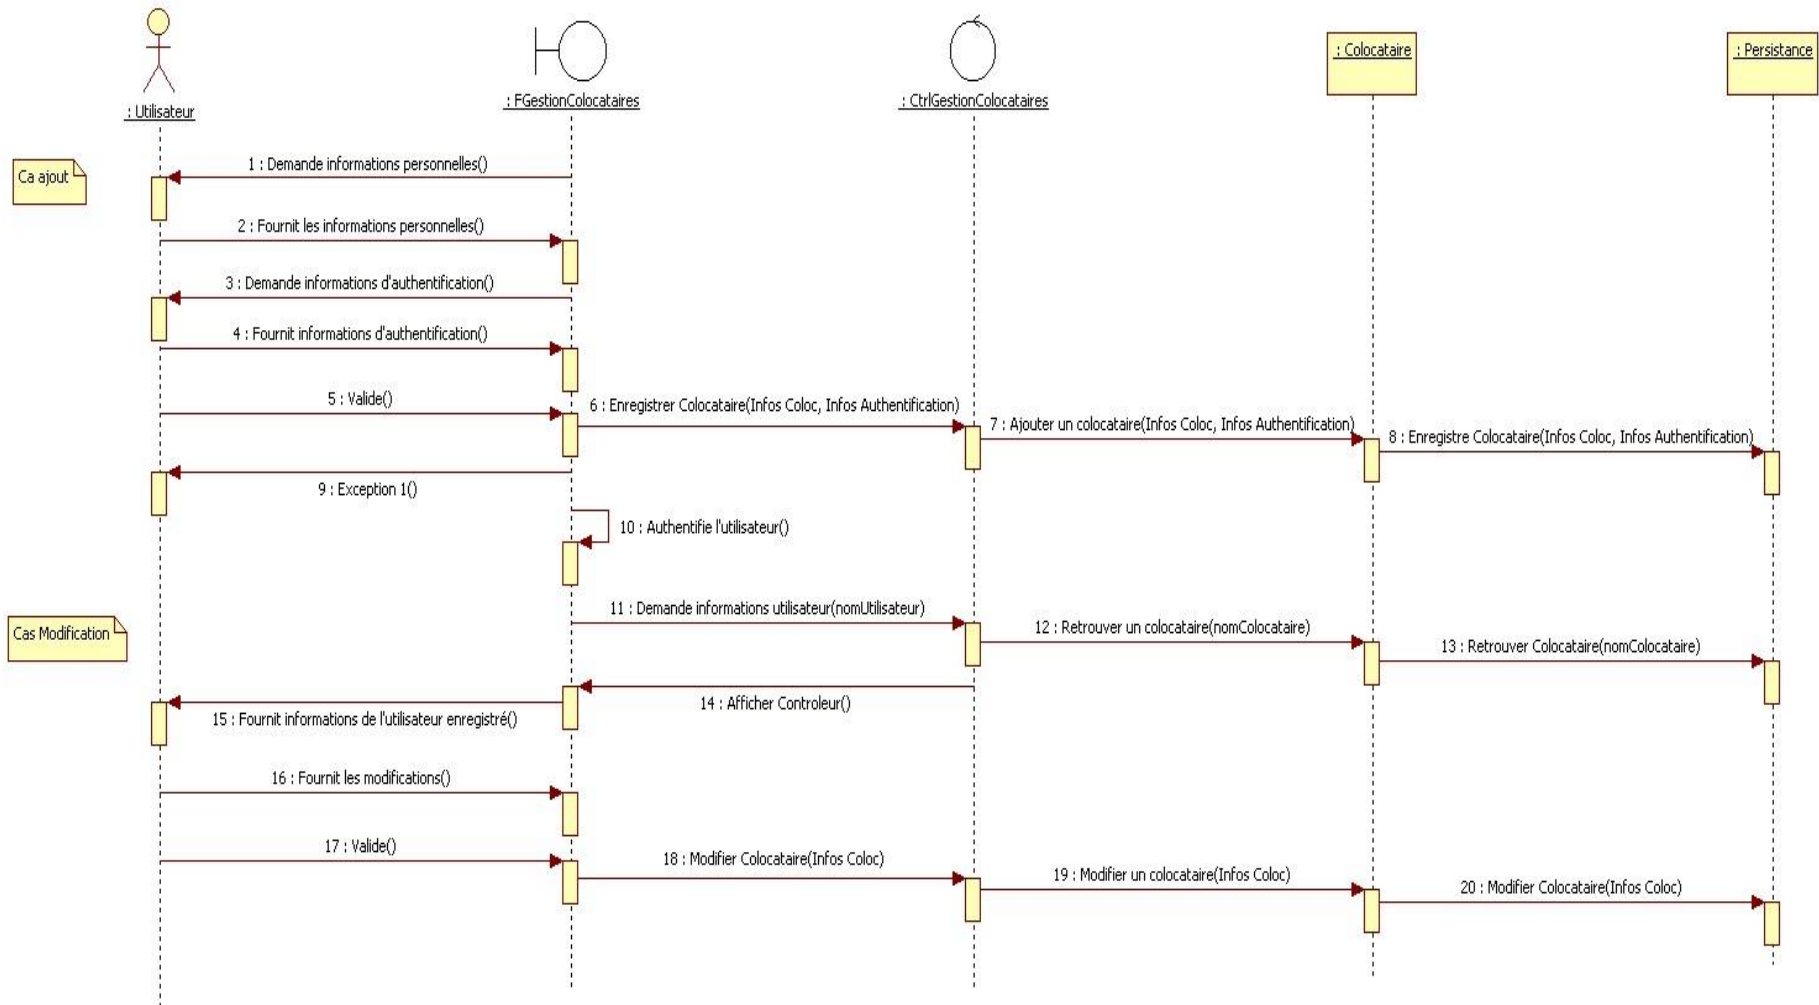 : Utilisateur
: FGestionColocataires
: CtrlGestionColocataires
: Colocataire
: Persistance
Ca ajout
1 : Demande informations personnelles()
2 : Fournit les informations personnelles()
3 : Demande informations d'authentification()
4 : Fournit informations d'authentification()
5 : Valide()
6 : Enregistrer Colocataire(Infos Coloc, Infos Authentification)
7 : Ajouter un colocataire(Infos Coloc, Infos Authentification)
8 : Enregistre Colocataire(Infos Coloc, Infos Authentification)
9 : Exception 1()
10 : Authentifie l'utilisateur()
Cas Modification
11 : Demande informations utilisateur(nomUtilisateur)
12 : Retrouver un colocataire(nomColocataire)
13 : Retrouver Colocataire(nomColocataire)
14 : Afficher Controleur()
15 : Fournit informations de l'utilisateur enregistré()
16 : Fournit les modifications()
17 : Valide()
18 : Modifier Colocataire(Infos Coloc)
19 : Modifier un colocataire(Infos Coloc)
20 : Modifier Colocataire(Infos Coloc)